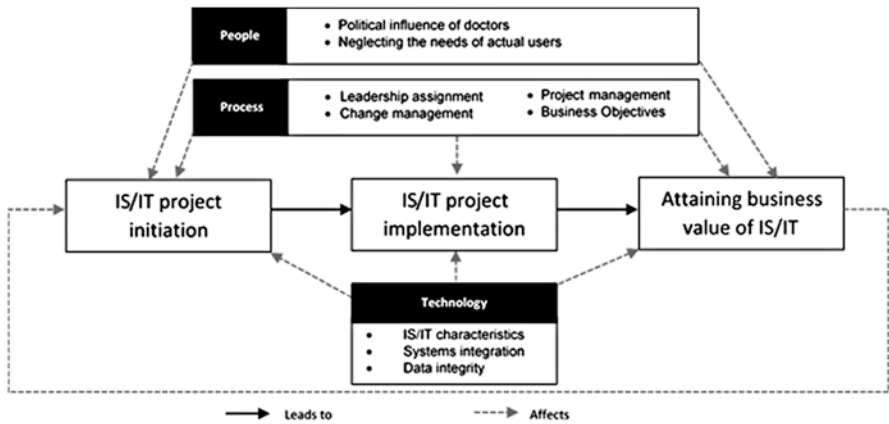 People
• Political influence of doctors
• Neglecting the needs of actual users
Process
• Leadership assignment
• Change management
• Project management
• Business Objectives
IS/IT project
initiation
IS/IT project
implementation
Attaining business
value of IS/IT
Technology
• IS/IT characteristics
• Systems integration
• Data integrity
Leads to
Affects